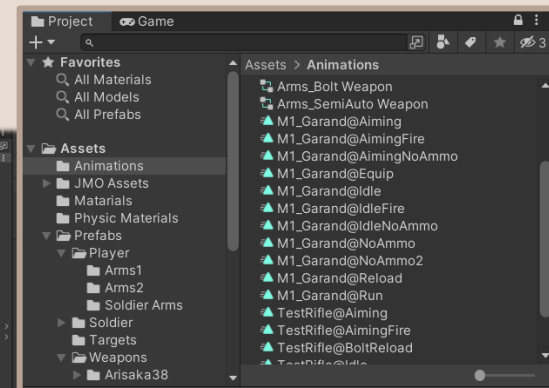 Project
Game
3
Favorites
All Materials
All Models
All Prefabs
Assets
Animations
JMO Assets
Matarials
Physic Materials
Prefabs
Player
Arms1
Arms2
Soldier Arms
Soldier
Targets
Weapons
Arisaka38
Assets > Animations
Arms_Bolt Weapon
Arms_SemiAuto Weapon
M1_Garand@Aiming
M1_Garand@AimingFire
M1_Garand@AimingNoAmmo
M1_Garand@Equip
M1_Garand@Idle
M1_Garand@IdleFire
M1_Garand@IdleNoAmmo
M1_Garand@NoAmmo
M1_Garand@NoAmmo2
M1_Garand@Reload
M1_Garand@Run
TestRifle@Aiming
TestRifle@AimingFire
TestRifle@BoltReload
TestRifle@Idle